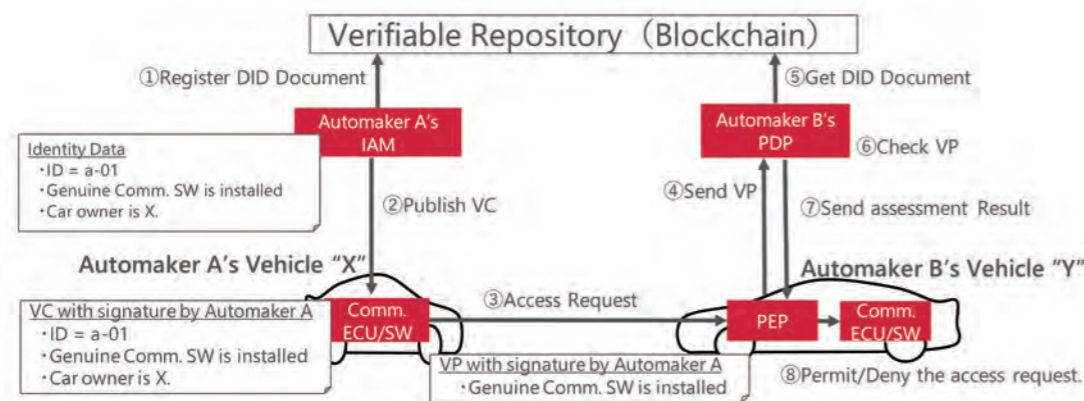 Verifiable Repository（Blockchain）
①Register DID Document
⑤Get DID Document
Automaker A's
IAM
Automaker B's
PDP
⑥Check VP
Identity Data
・ID = a-01
・Genuine Comm. SW is installed
・Car owner is X.
②Publish VC
④Send VP
⑦Send assessment Result
Automaker A's Vehicle "X"
Automaker B's Vehicle "Y"
VC with signature by Automaker A
・ID = a-01
・Genuine Comm. SW is installed
・Car owner is X.
Comm.
ECU/SW
③Access Request
PEP
Comm.
ECU/SW
VP with signature by Automaker A
・Genuine Comm. SW is installed
⑧Permit/Deny the access request.